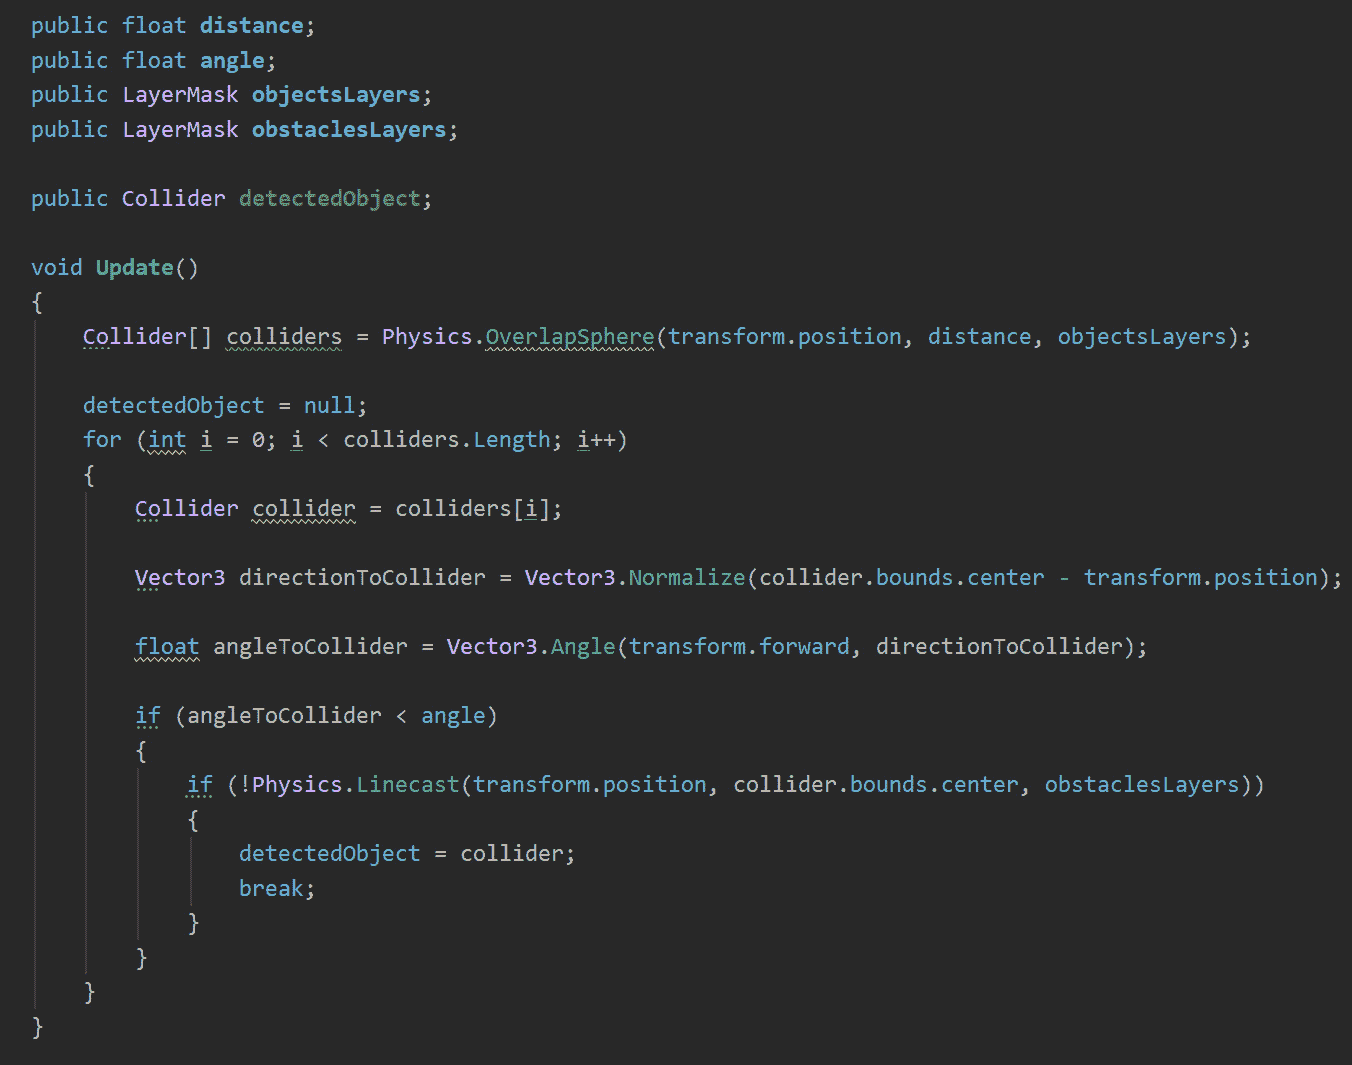 public float distance;
public float angle;
public LayerMask objectsLayers;
public LayerMask obstaclesLayers;
public Collider detectedObject;
void Update()
{
Collider[] colliders = Physics.OverlapSphere(transform.position, distance, objectsLayers);
detectedObject = null;
for (int i = 0; i < colliders.Length; i++)
{
Collider collider = colliders[i];
Vector3 directionToCollider = Vector3.Normalize(collider.bounds.center - transform.position);
float angleToCollider = Vector3.Angle(transform.forward, directionToCollider);
if (angleToCollider < angle)
{
if (!Physics.Linecast(transform.position, collider.bounds.center, obstaclesLayers))
{
detectedObject = collider;
break;
}
}
}
}